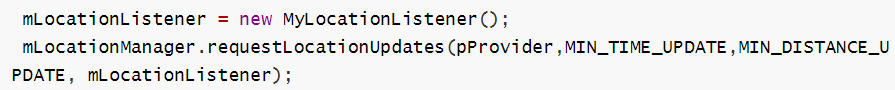 mLocationListener = new MyLocationListener();
mLocationManager.requestLocationUpdates(pProvider,MIN_TIME_UPDATE,MIN_DISTANCE_U
PDATE, mLocationListener);